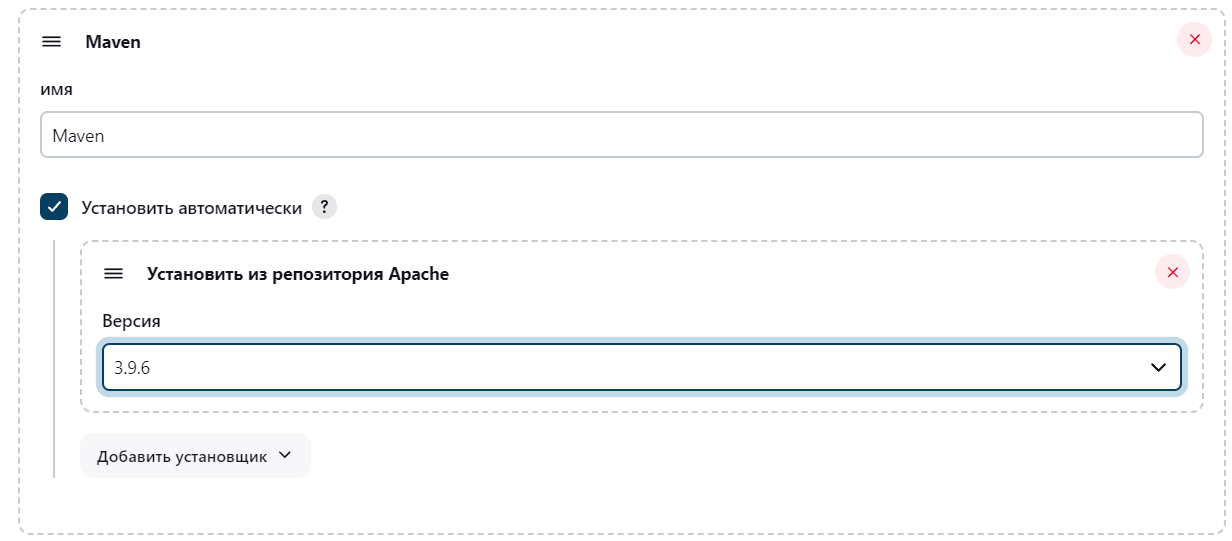 Maven
имя
Maven
Установить автоматически ?
Установить из репозитория Apache
Версия
3.9.6
Добавить установщик